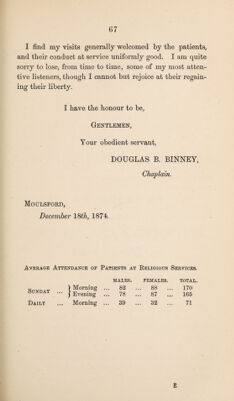 67
I find my visits generally welcomed by the patients,
and their conduct at service uniformly good. I am quite
sorry to lose, from time to time, some of my most atten-
tive listeners, though I cannot but rejoice at their regain-
ing their liberty.
I have the honour to be,
GENTLEMEN,
Your obedient servant,
DOUGLAS B. BINNEY,
Chaplain.
MOULSFORD,
December 18th, 1874.
AVERAGE ATTENDANCE OF PATIENTS AT RELIGIOUS SERVICES.
MALES. FEMALES. TOTAL.
SUNDAY ... } Morning ... 82 ... 88 ... 170
} Evening ... 78 ... 87 ... 165
DAILY ... Morning ... 39 ... 32 ... 71
E